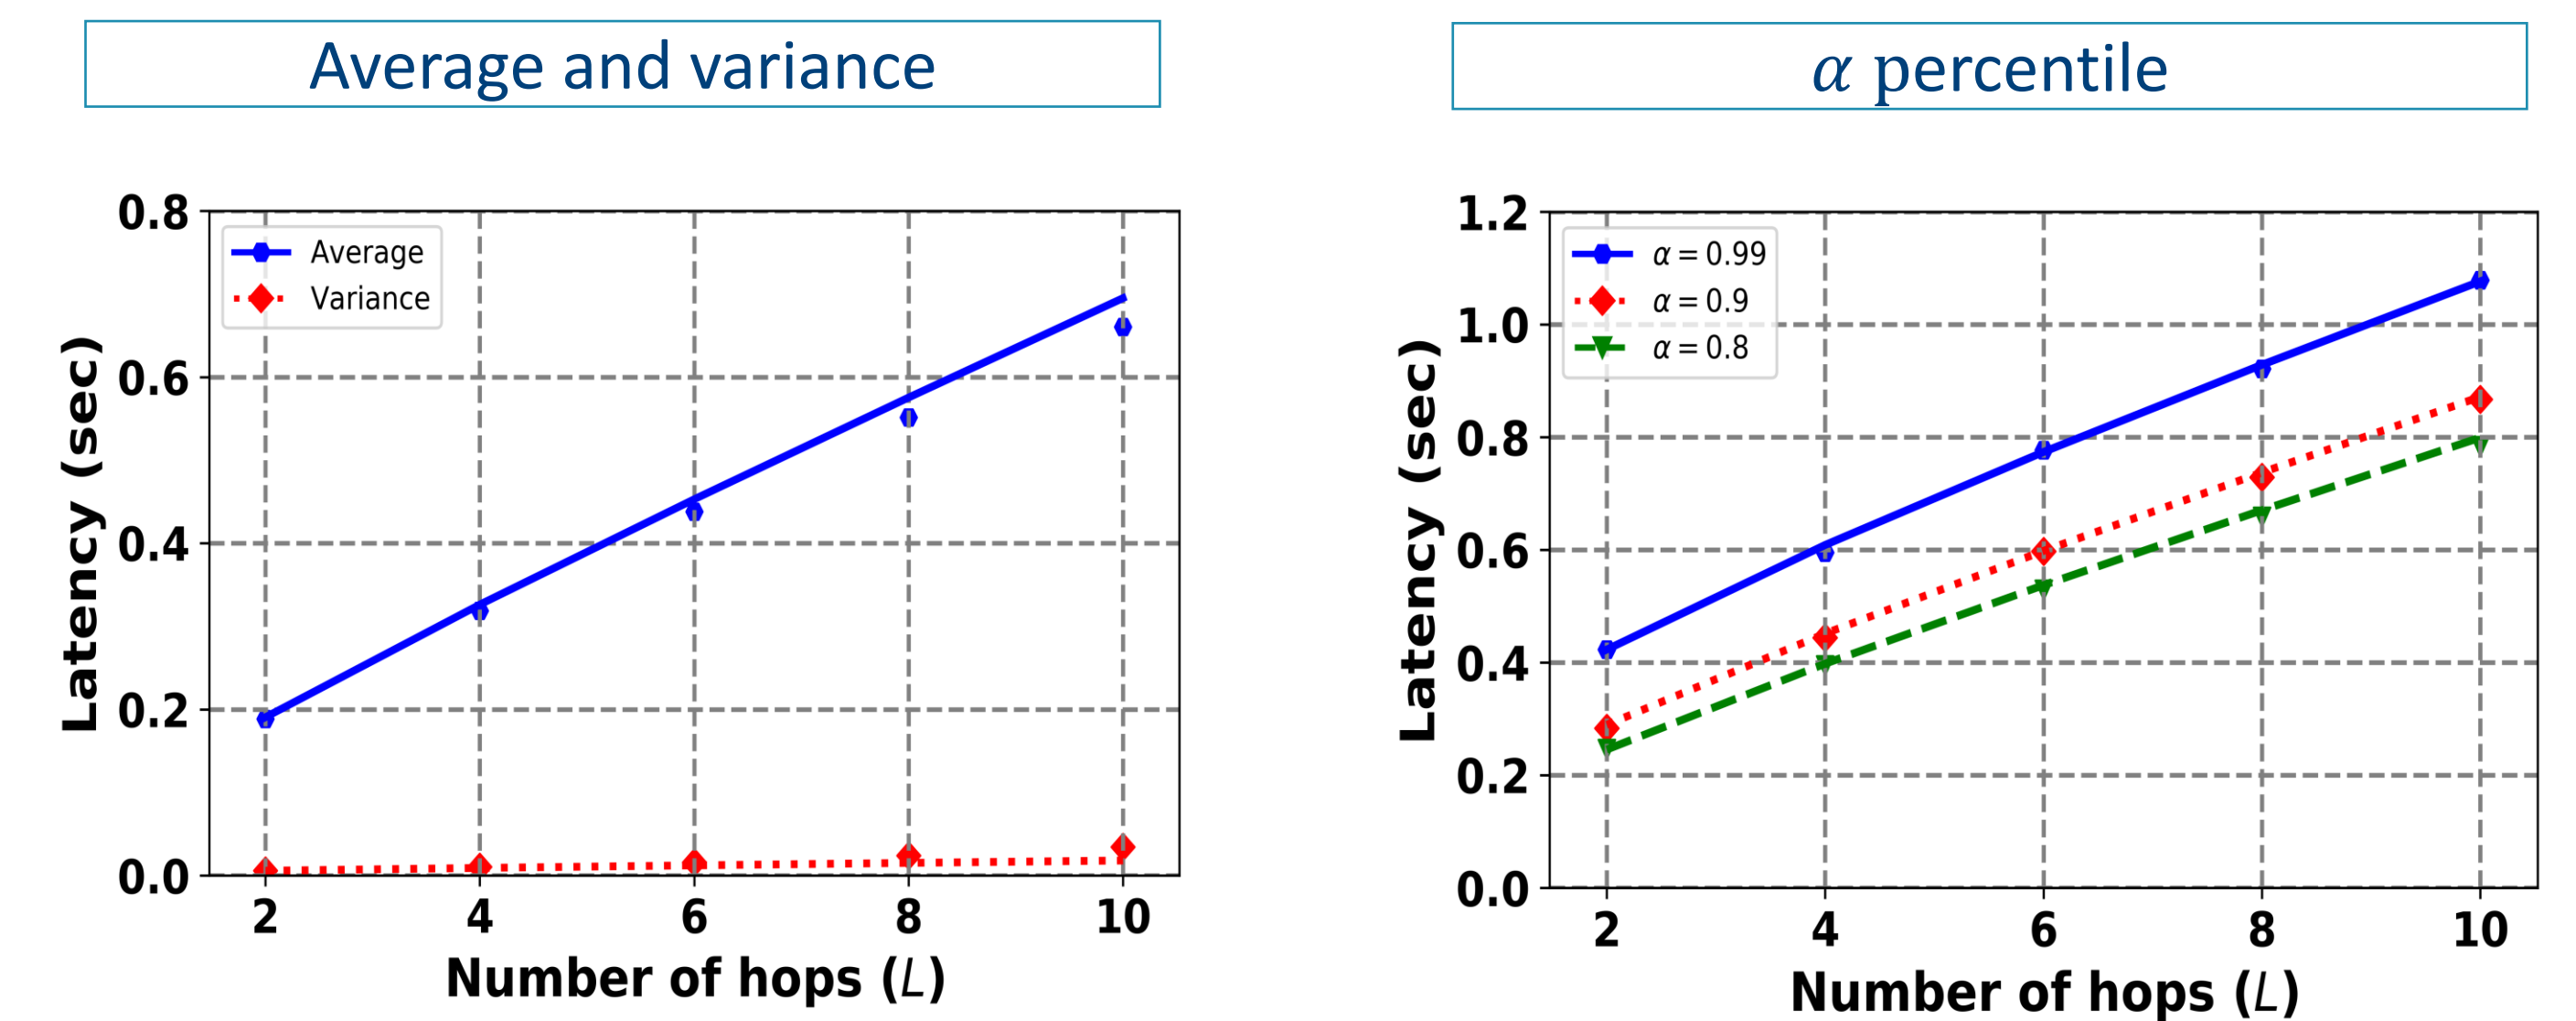 Average and variance
α percentile
0.8
0.6
0.4
0.2
0.0
Latency (sec)
Average
Variance
2 4 6 8 10
Number of hops (L)
1.2
1.0
0.8
0.6
0.4
0.2
0.0
Latency (sec)
α = 0.99
α = 0.9
α = 0.8
2 4 6 8 10
Number of hops (L)